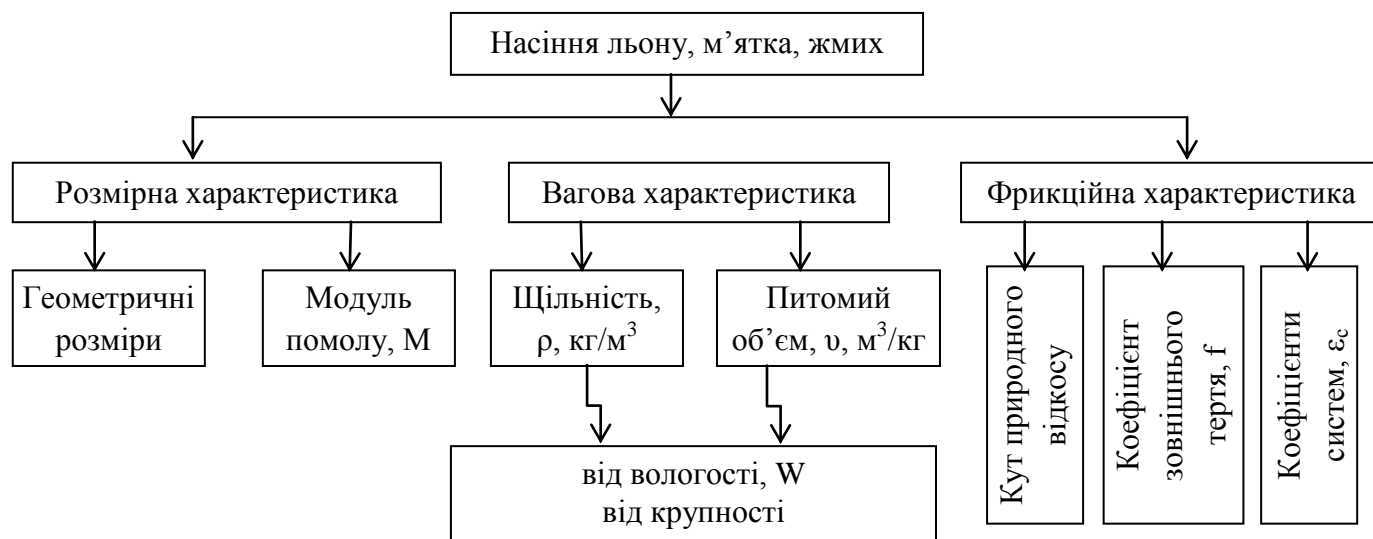 Насіння льону, м’ятка, жмих
Розмірна характеристика
Вагова характеристика
Фрикційна характеристика
Геометричні
розміри
Модуль
помолу, М
Щільність,
ρ, кг/м³
Питомий
об’єм, υ, м³/кг
Кут природного
відкосу
Коефіцієнт
зовнішнього
тертя, f
Коефіцієнти
систем, εс
від вологості, W
від крупності